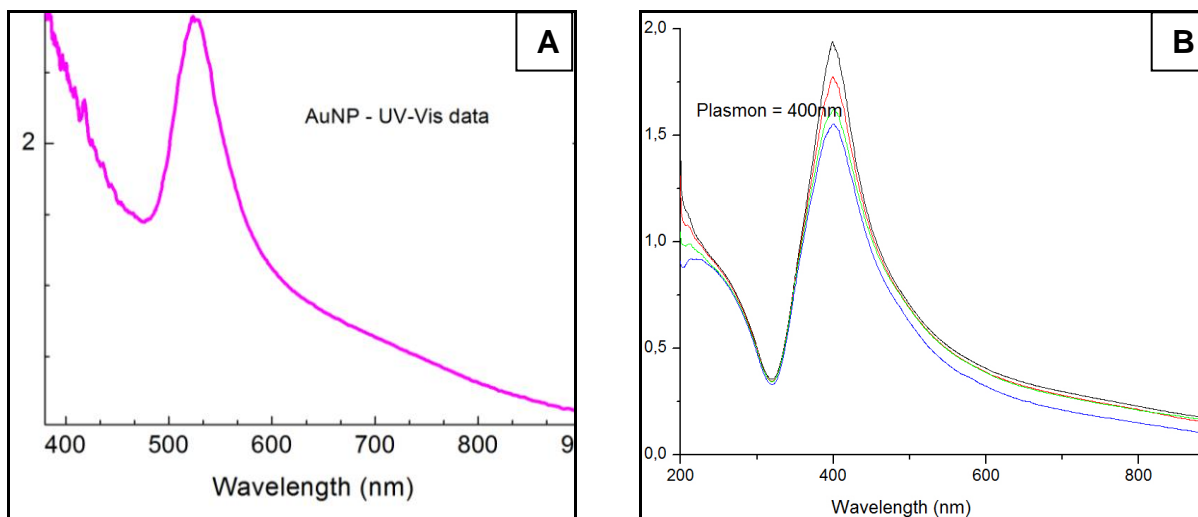 A
AuNP - UV-Vis data
2
400 500 600 700 800 9
Wavelength (nm)
B
2,0
Plasmon = 400nm
1,5
1,0
0,5
0,0
200 400 600 800
Wavelength (nm)